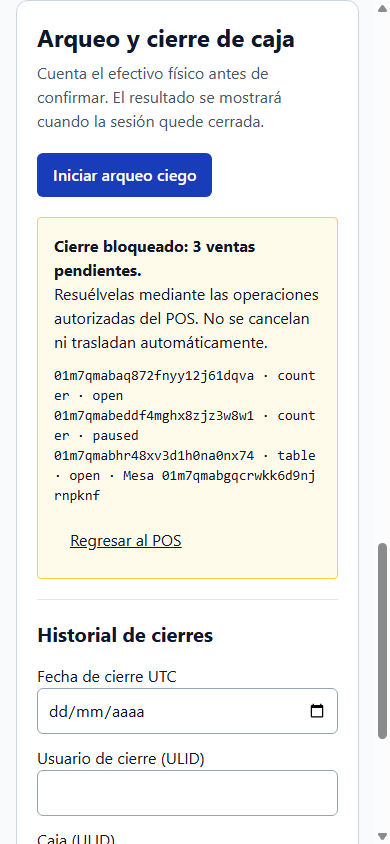 Arqueo y cierre de caja
Cuenta el efectivo físico antes de
confirmar. El resultado se mostrará
cuando la sesión quede cerrada.
Iniciar arqueo ciego
Cierre bloqueado: 3 ventas
pendientes.
Resuélvelas mediante las operaciones
autorizadas del POS. No se cancelan
ni trasladan automáticamente.
01m7qmabaq872fnyy12j61dqva · count
er · open
01m7qmabeddf4mghx8zjz3w8w1 · count
er · paused
01m7qmabhr48xv3d1h0na0nx74 · table
· open · Mesa 01m7qmabgqcrwkk6d9nj
rnpknf
Regresar al POS
Historial de cierres
Fecha de cierre UTC
dd/mm/aaaa
Usuario de cierre (ULID)
Caja (ULID)